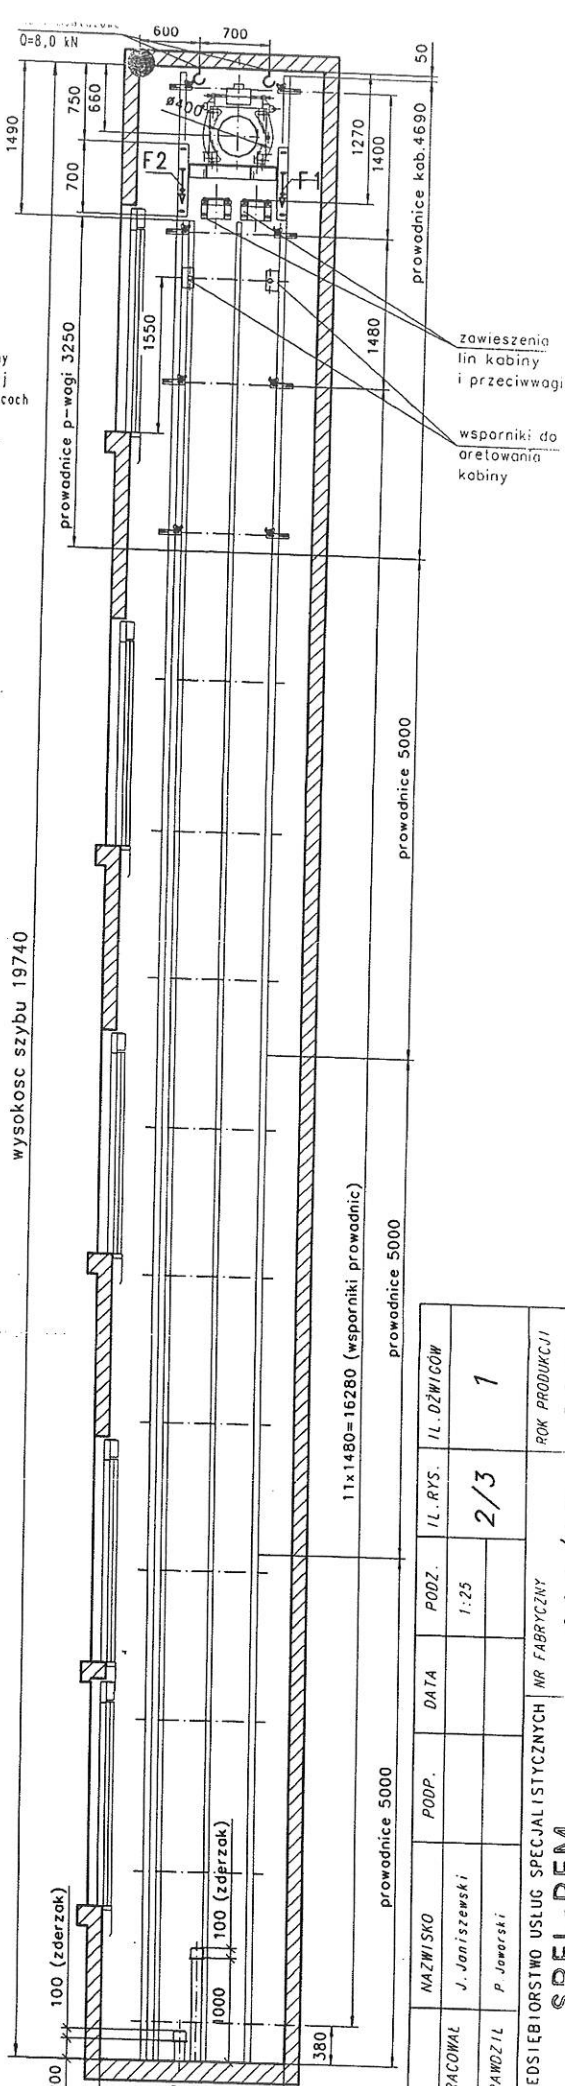 Q=8,0 kN
600
700
50
750
660
1490
700
ø400
F2
F1
1270
1400
prowadnice kab.4690
zawieszenia
lin kabiny
i przeciwwagi
wsporniki do
aretowania
kabiny
prowadnice p-wagi 3250
1550
1480
prowadnice 5000
wysokosc szybu 19740
11x1480=16280 (wsporniki prowadnic)
prowadnice 5000
prowadnice 5000
100 (zderzak)
100 (zderzak)
1000
380
NAZWISKO
PODP.
DATA
PODZ.
IL.RYS.
IL.DŹWIGÓW
J.Janiszewski
1:25
2/3
1
P.Jaworski
USŁUG SPECJALISTYCZNYCH
NR FABRYCZNY
ROK PRODUKCJI